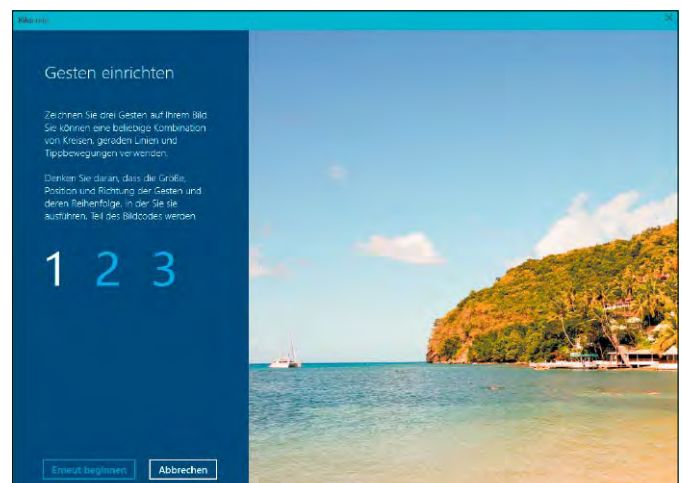 Gesten einrichten
Zeichnen Sie drei Gesten auf Ihrem Bild
Sie können eine beliebige Kombination
von Kreisen, geraden Linien und
Tippbewegungen verwenden.
Denken Sie daran, dass die Größe,
Position und Richtung der Gesten und
deren Reihenfolge, in der Sie sie
ausführen, Teil des Bildcodes werden
1 2 3
Erneut beginnen Abbrechen